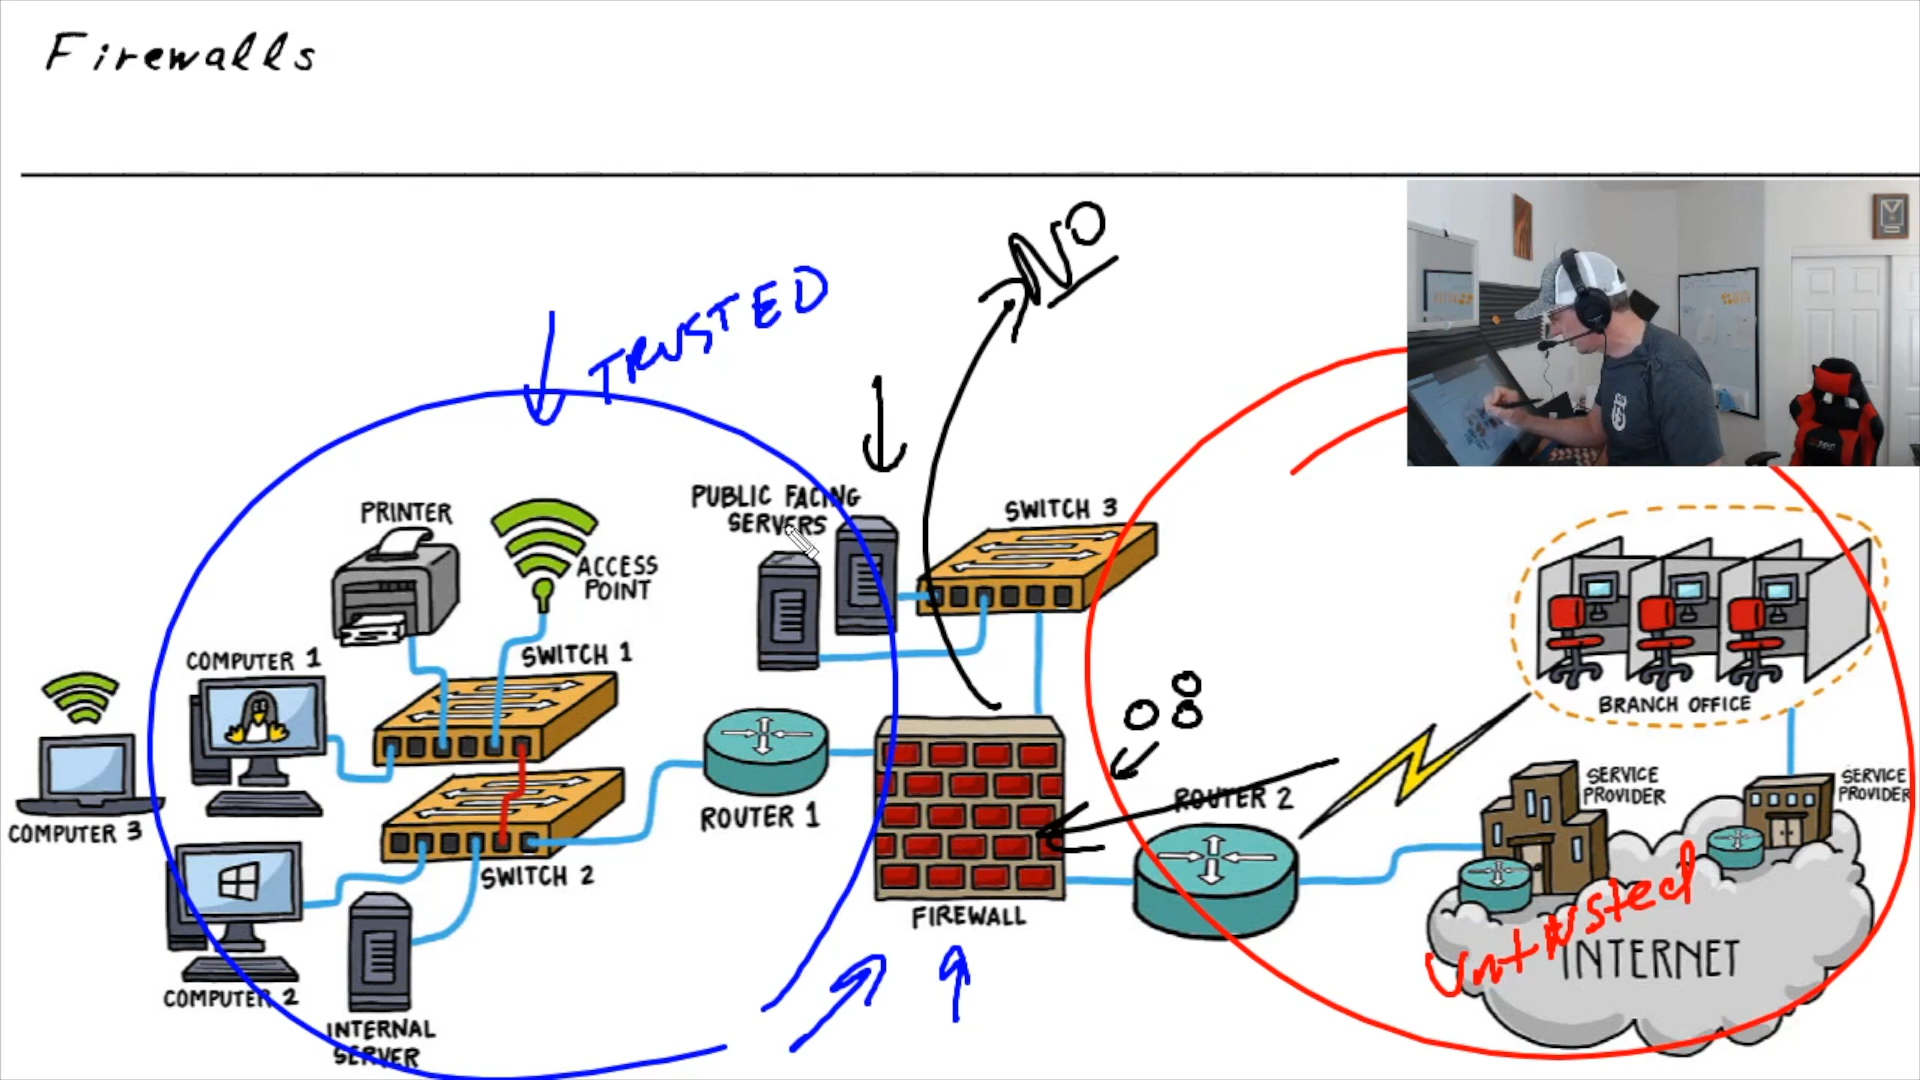 Firewalls
NO
TRUSTED
PUBLIC FACING
SERVERS
SWITCH 3
PRINTER
ACCESS
POINT
SWITCH 1
COMPUTER 1
BRANCH OFFICE
SERVICE
PROVIDER
SERVICE
PROVIDER
ROUTER 2
ROUTER 1
COMPUTER 3
SWITCH 2
FIREWALL
Untrusted
INTERNET
COMPUTER 2
INTERNAL
SERVER